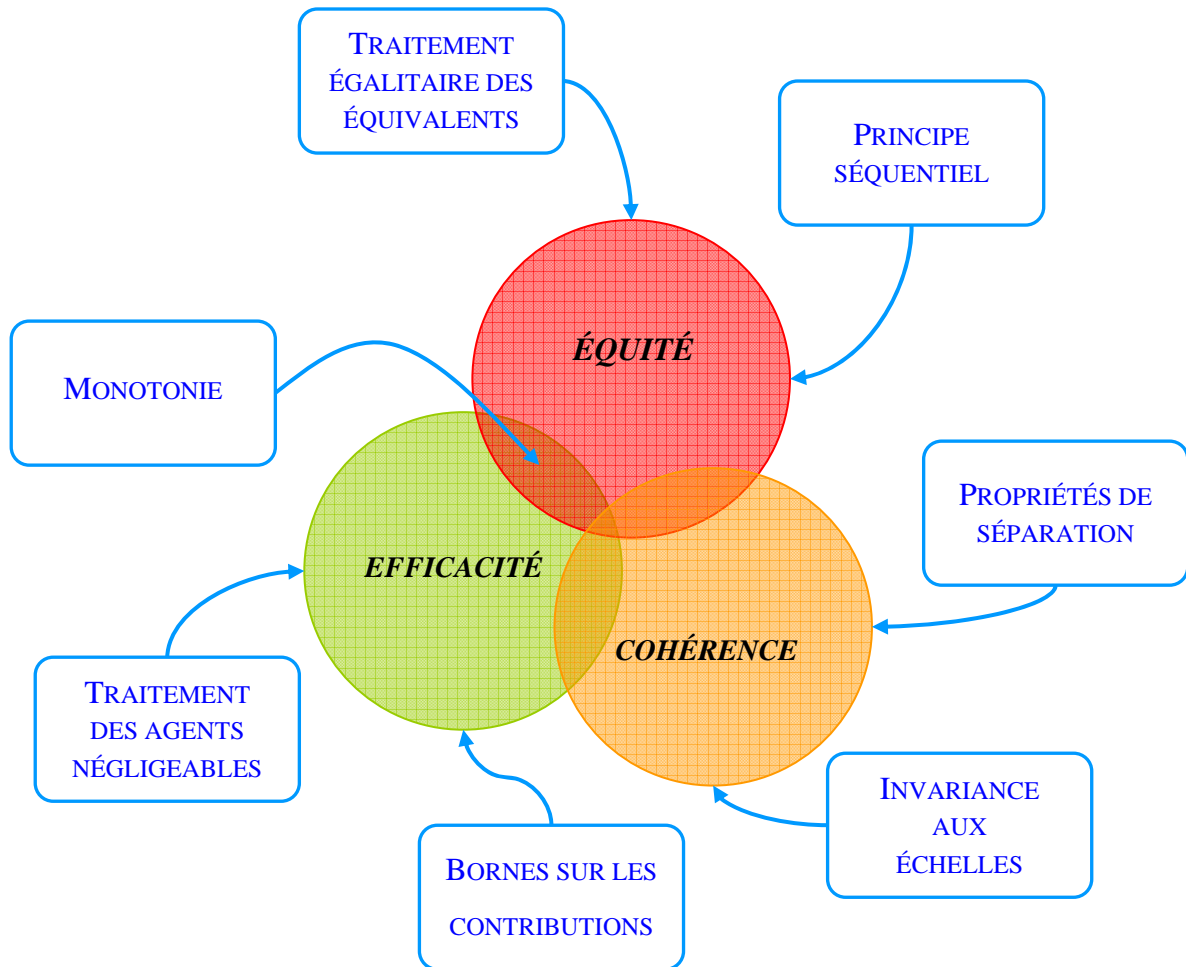 TRAITEMENT
ÉGALITAIRE DES
ÉQUIVALENTS
PRINCIPE
SÉQUENTIEL
ÉQUITÉ
MONOTONIE
PROPRIÉTÉS DE
SÉPARATION
EFFICACITÉ
COHÉRENCE
TRAITEMENT
DES AGENTS
NÉGLIGEABLES
INVARIANCE
AUX
ÉCHELLES
BORNES SUR LES
CONTRIBUTIONS